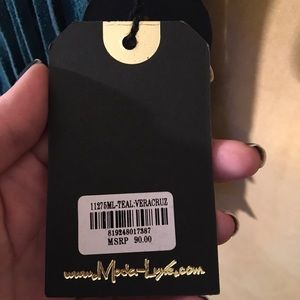 11275ML-TEAL:VERACRUZ
819248017387
MSRP 90.00
www.Moda-Luxe.com